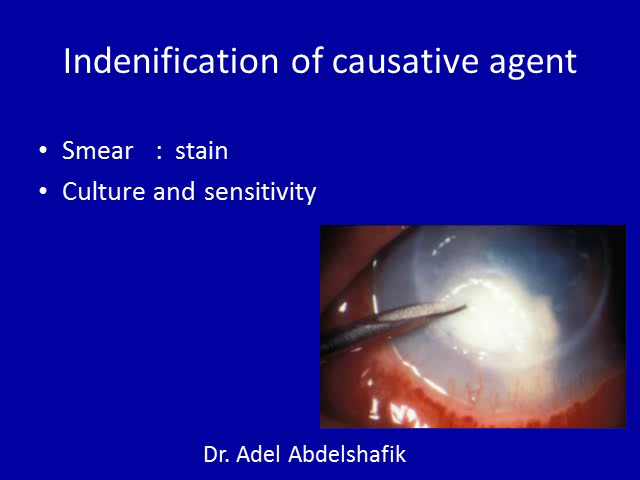 Indenification of causative agent
• Smear : stain
• Culture and sensitivity
Dr. Adel Abdelshafik